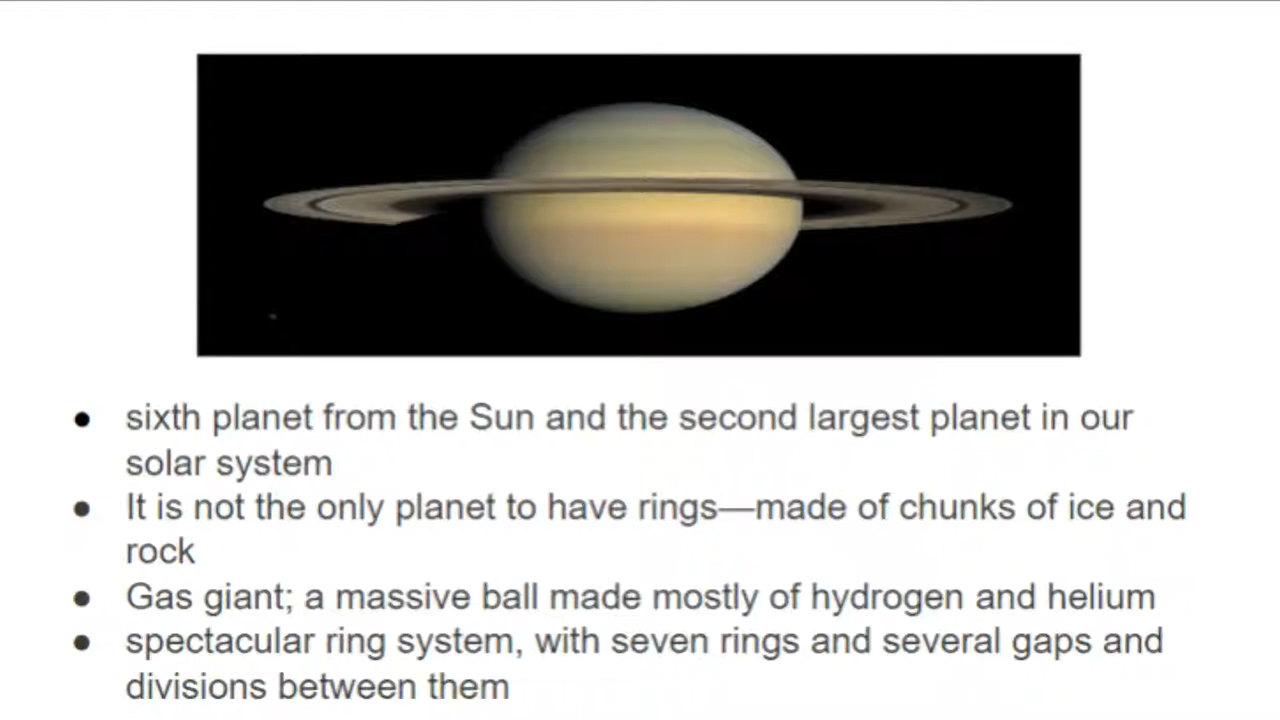 ● sixth planet from the Sun and the second largest planet in our
solar system
● It is not the only planet to have rings—made of chunks of ice and
rock
● Gas giant; a massive ball made mostly of hydrogen and helium
● spectacular ring system, with seven rings and several gaps and
divisions between them